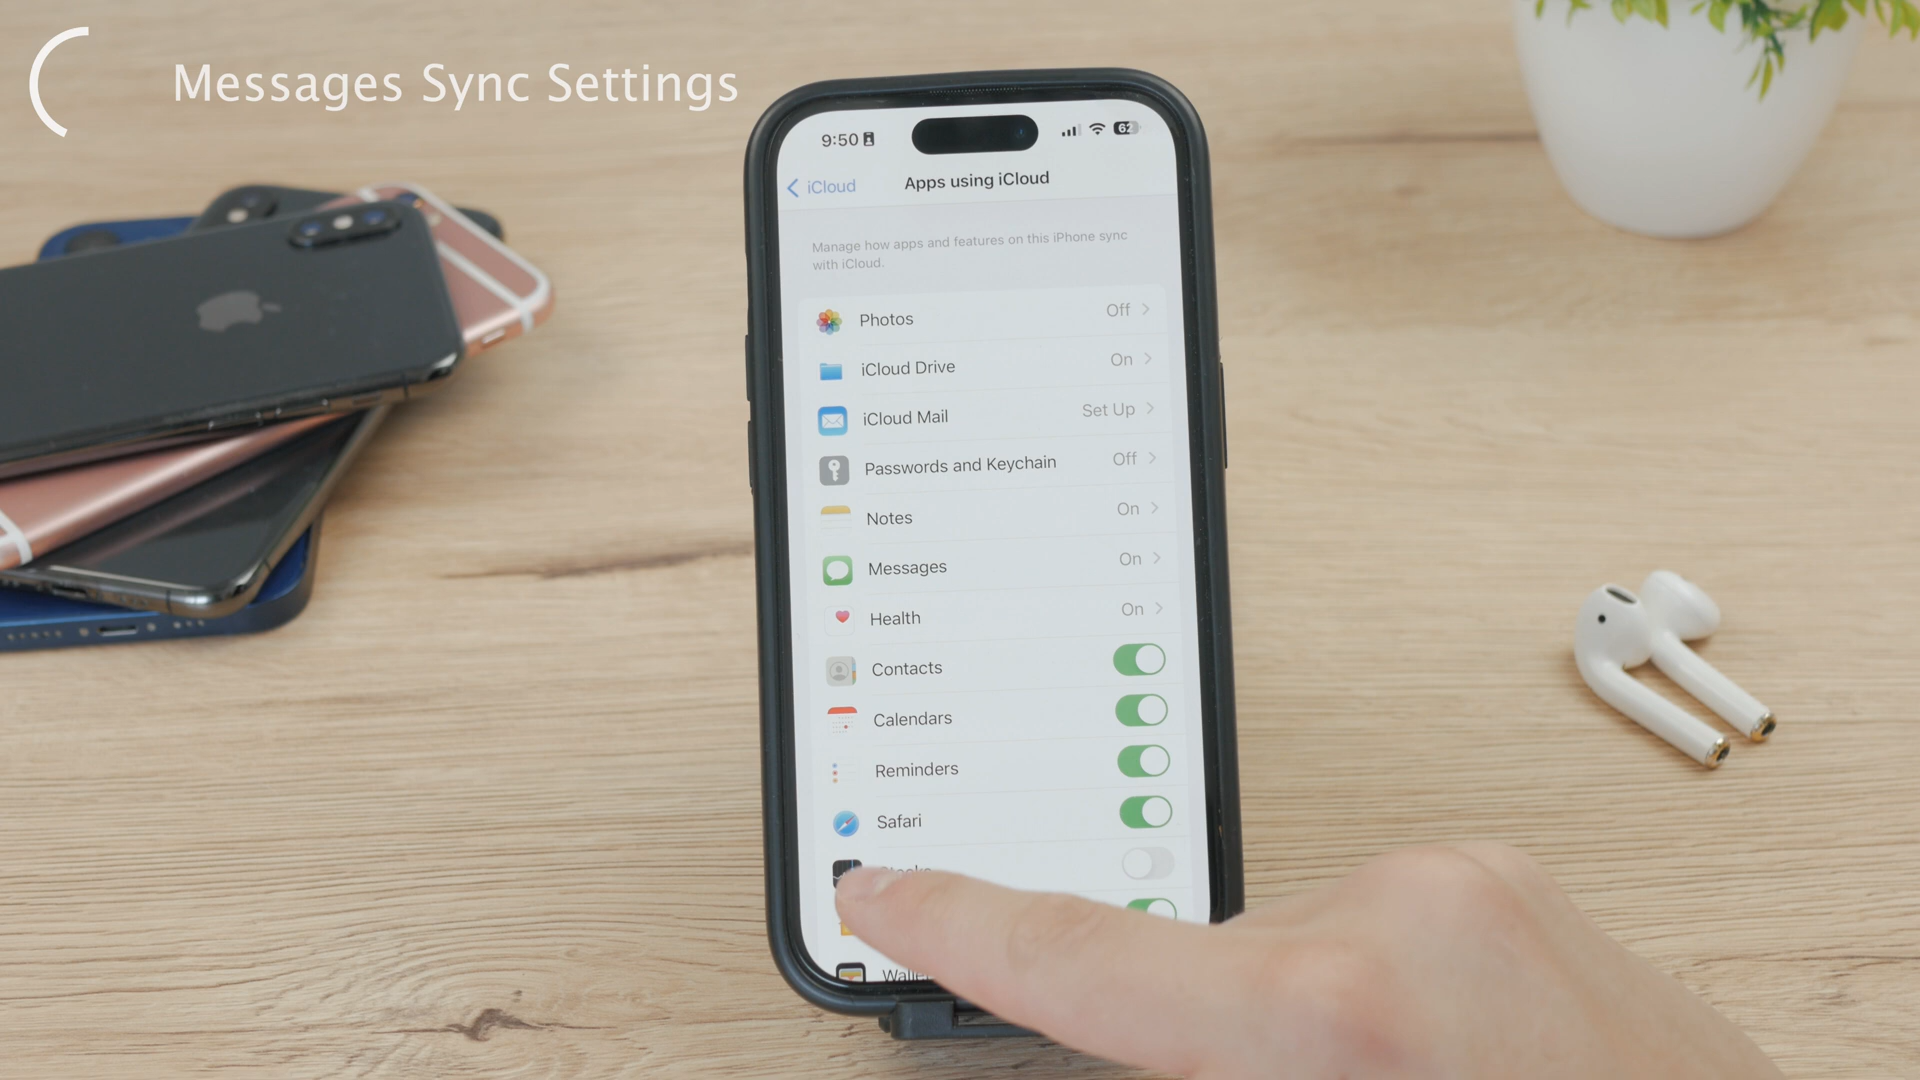 Messages Sync Settings
9:50
62
iCloud
Apps using iCloud
Manage how apps and features on this iPhone sync
with iCloud.
Photos Off
iCloud Drive On
iCloud Mail Set Up
Passwords and Keychain Off
Notes On
Messages On
Health On
Contacts
Calendars
Reminders
Safari